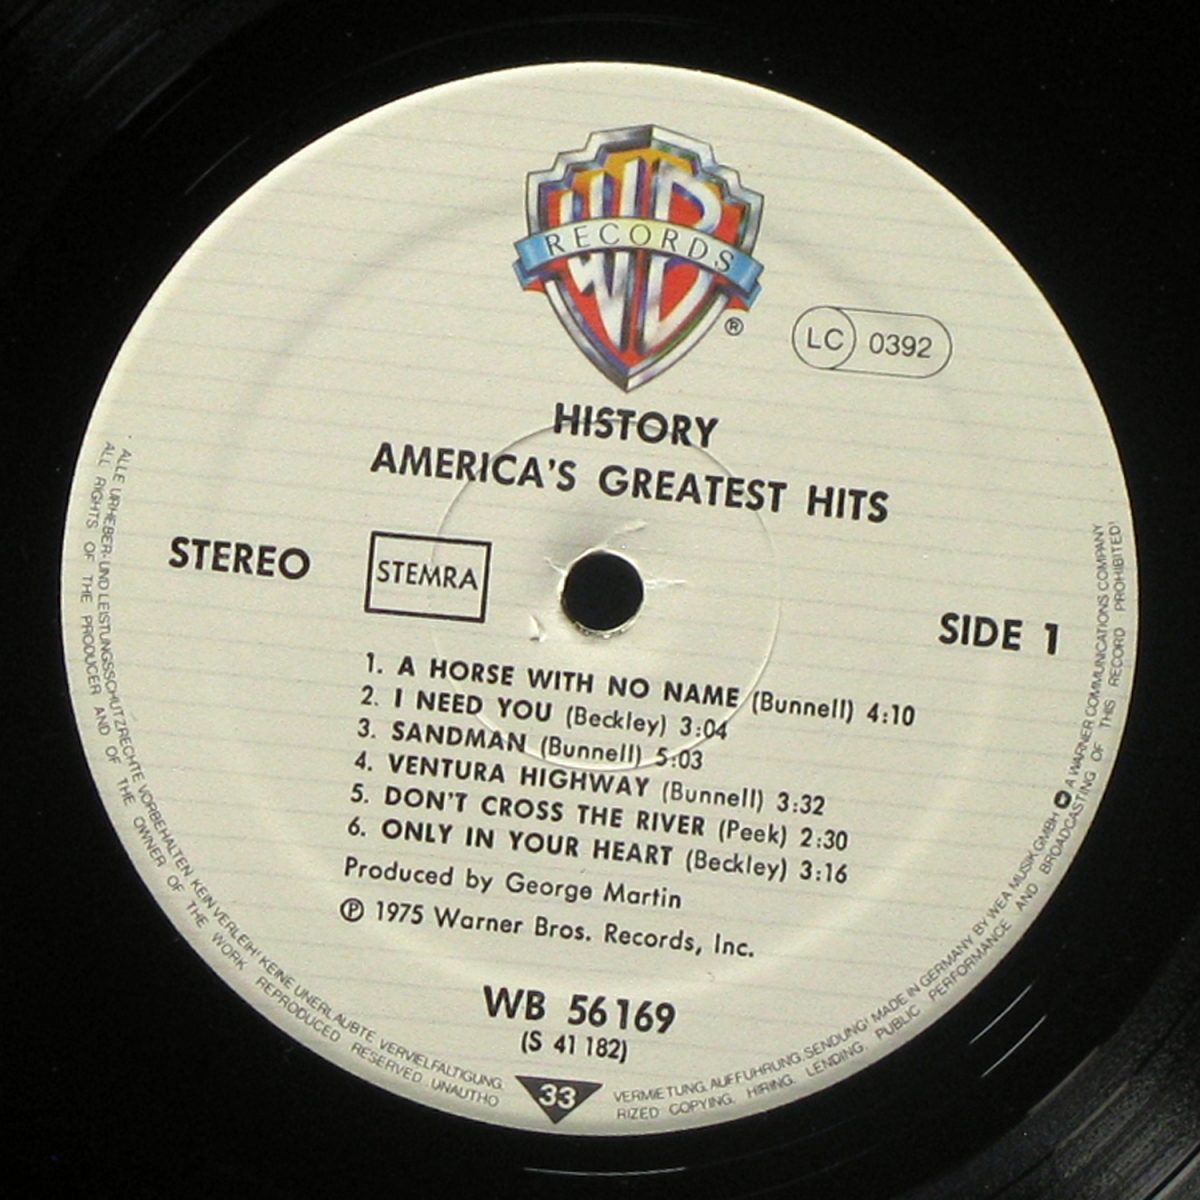 WB
RECORDS
®
LC 0392
HISTORY
AMERICA'S GREATEST HITS
STEREO
STEMRA
SIDE 1
1. A HORSE WITH NO NAME (Bunnell) 4:10
2. I NEED YOU (Beckley) 3:04
3. SANDMAN (Bunnell) 5:03
4. VENTURA HIGHWAY (Bunnell) 3:32
5. DON'T CROSS THE RIVER (Peek) 2:30
6. ONLY IN YOUR HEART (Beckley) 3:16
Produced by George Martin
℗ 1975 Warner Bros. Records, Inc.
WB 56 169
(S 41 182)
33
ALLE URHEBER- UND LEISTUNGSSCHUTZRECHTE VORBEHALTEN KEIN VERLEIH! KEINE UNERLAUBTE VERVIELFÄLTIGUNG, VERMIETUNG, AUFFÜHRUNG, SENDUNG! MADE IN GERMANY BY WEA MUSIK GMBH A WARNER COMMUNICATIONS COMPANY
ALL RIGHTS OF THE PRODUCER AND OF THE OWNER OF THE WORK REPRODUCED RESERVED UNAUTHORIZED COPYING, HIRING, LENDING, PUBLIC PERFORMANCE AND BROADCASTING OF THIS RECORD PROHIBITED!